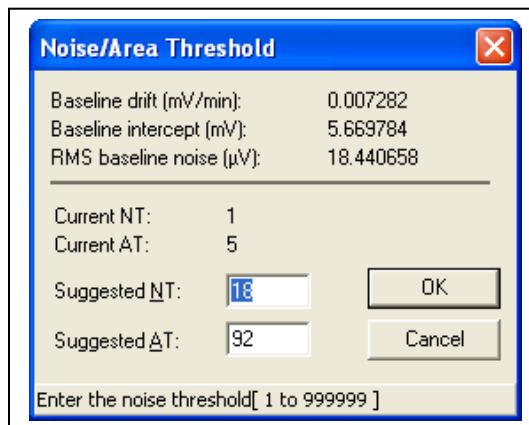 Noise/Area Threshold
Baseline drift (mV/min): 0.007282
Baseline intercept (mV): 5.669784
RMS baseline noise (µV): 18.440658
Current NT: 1
Current AT: 5
Suggested NT: 18 OK
Suggested AT: 92 Cancel
Enter the noise threshold[ 1 to 999999 ]